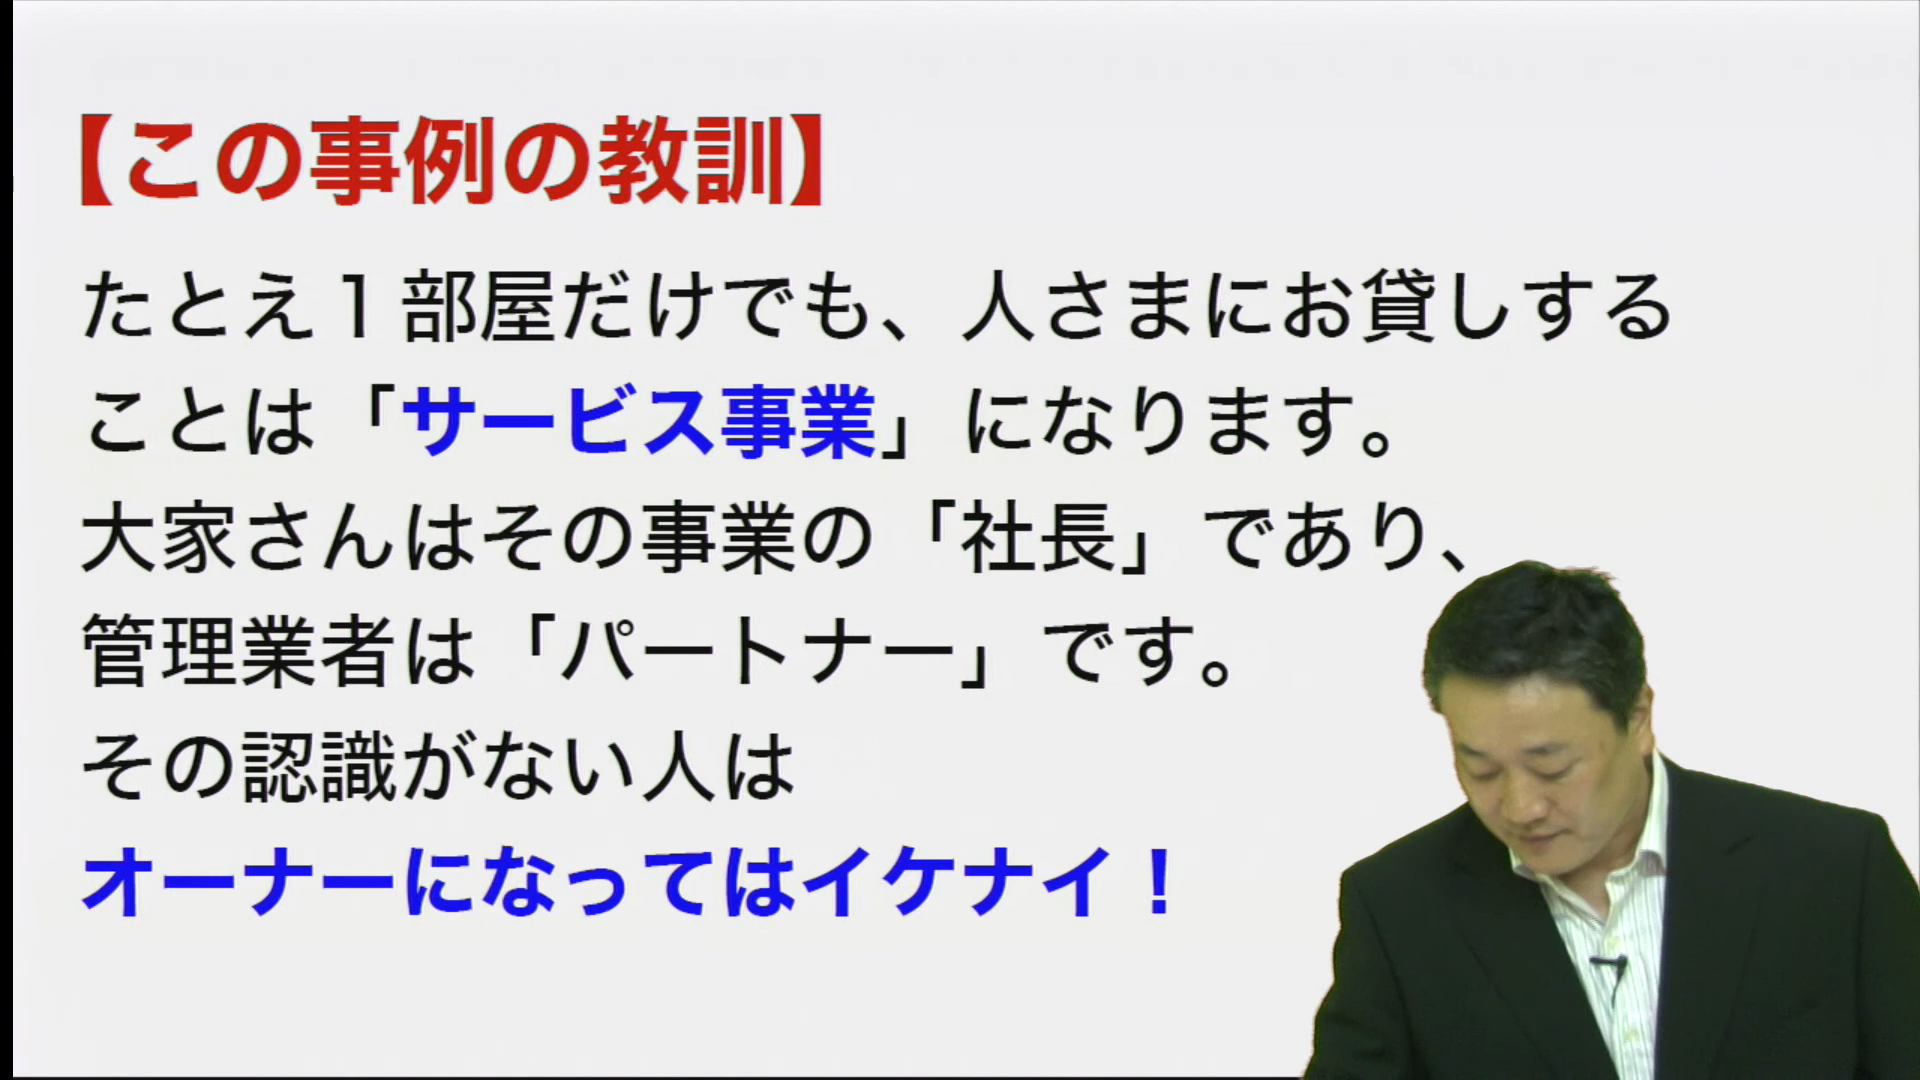 【この事例の教訓】
たとえ１部屋だけでも、人さまにお貸しする
ことは「サービス事業」になります。
大家さんはその事業の「社長」であり、
管理業者は「パートナー」です。
その認識がない人は
オーナーになってはイケナイ！